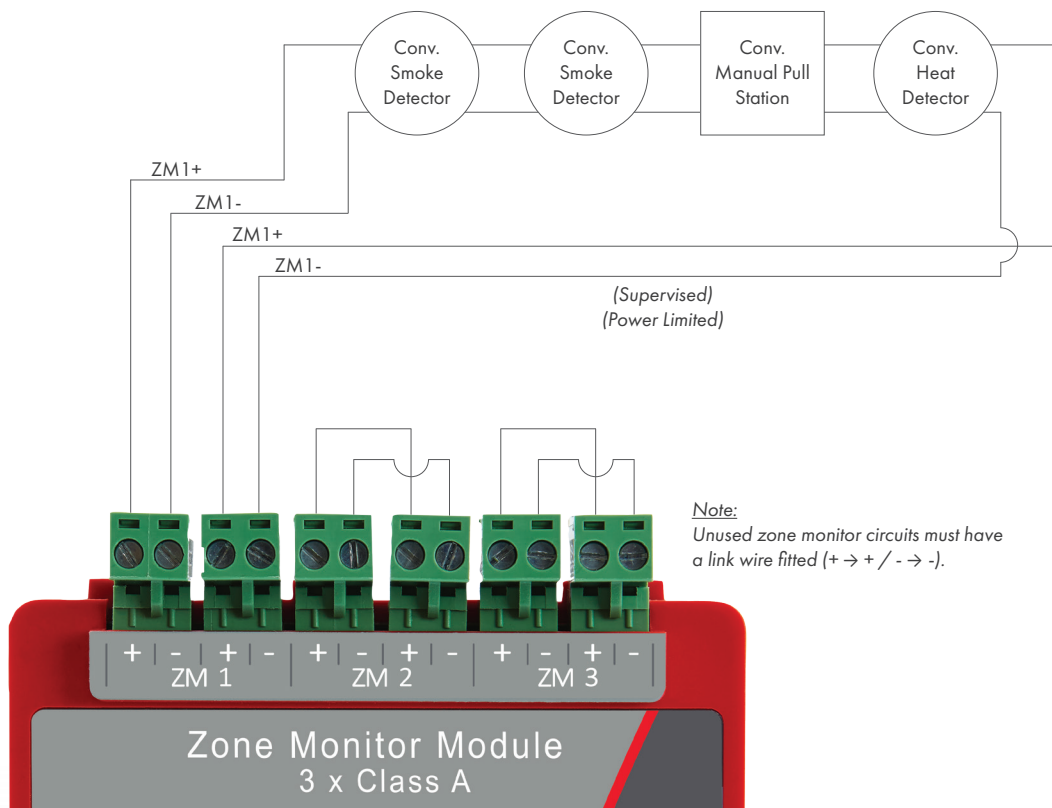 Conv.
Smoke
Detector
Conv.
Smoke
Detector
Conv.
Manual Pull
Station
Conv.
Heat
Detector
ZM1+
ZM1-
ZM1+
ZM1-
(Supervised)
(Power Limited)
Note:
Unused zone monitor circuits must have
a link wire fitted (+ → + / - → -).
+ - + - + - + - + - + -
ZM 1 ZM 2 ZM 3
Zone Monitor Module
3 x Class A